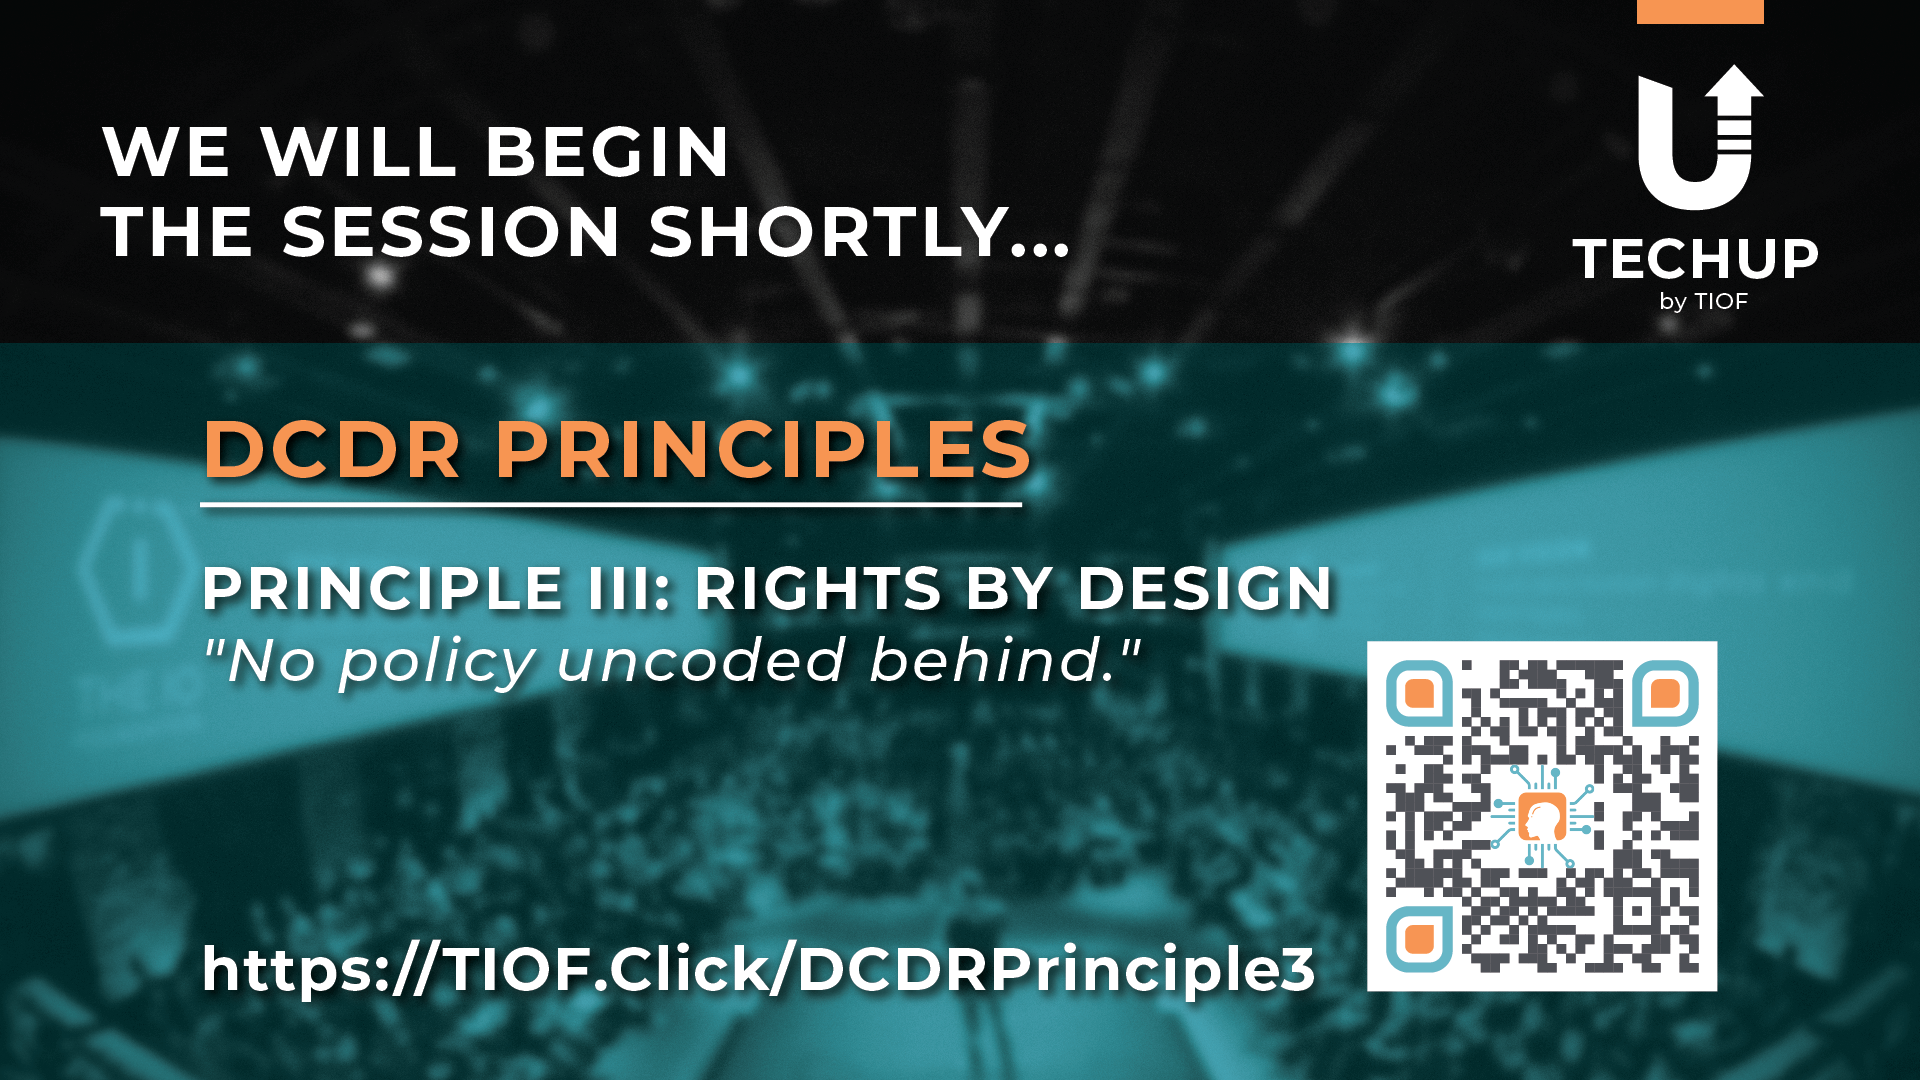 WE WILL BEGIN
THE SESSION SHORTLY...
TECHUP
by TIOF
DCDR PRINCIPLES
PRINCIPLE III: RIGHTS BY DESIGN
"No policy uncoded behind."
https://TIOF.Click/DCDRPrinciple3